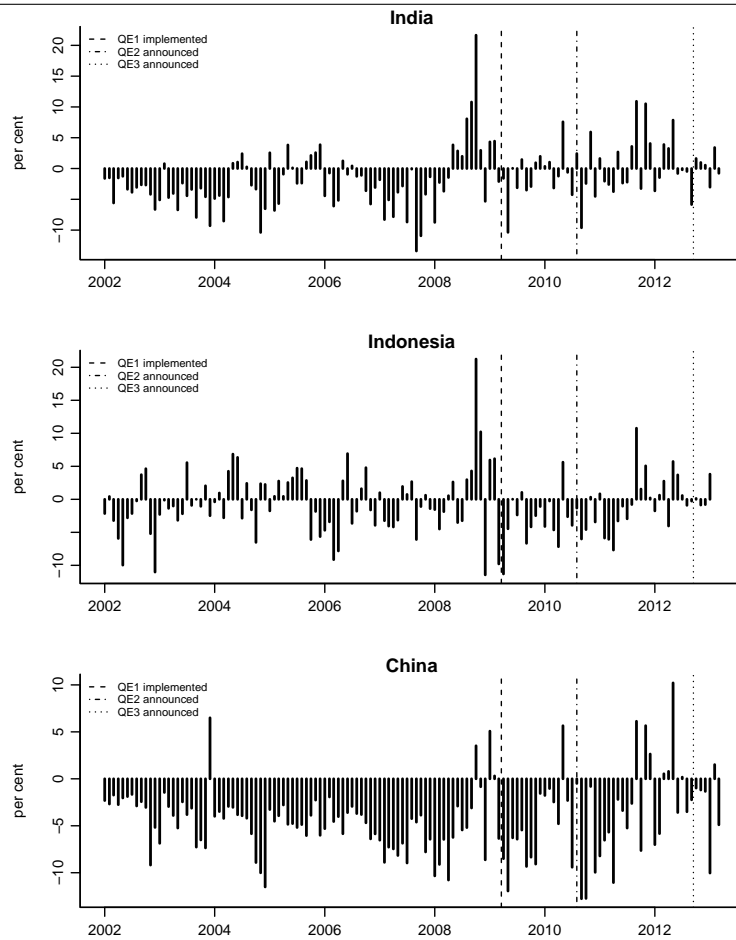 India
QE1 implemented
QE2 announced
QE3 announced
per cent
20
15
10
5
0
−10
2002 2004 2006 2008 2010 2012
Indonesia
QE1 implemented
QE2 announced
QE3 announced
per cent
20
15
10
5
0
−10
2002 2004 2006 2008 2010 2012
China
QE1 implemented
QE2 announced
QE3 announced
per cent
10
5
0
−5
−10
2002 2004 2006 2008 2010 2012